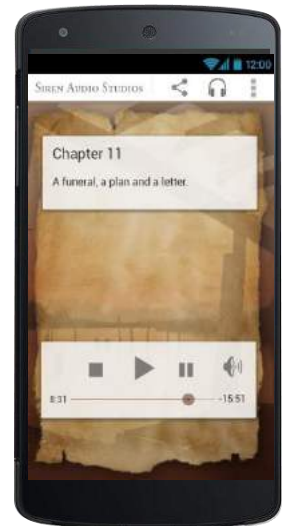 12:00
SIREN AUDIO STUDIOS
Chapter 11
A funeral, a plan and a letter.
8:31
-15:51